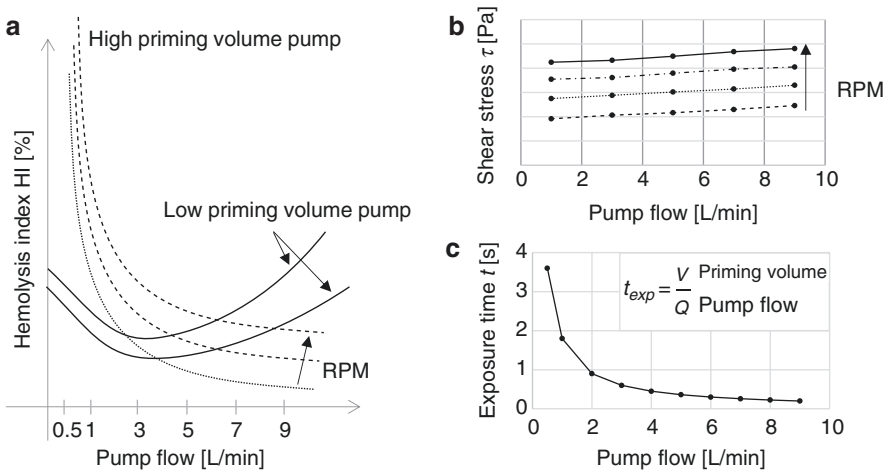 a
High priming volume pump
Low priming volume pump
RPM
Hemolysis index HI [%]
0.5 1 3 5 7 9
Pump flow [L/min]
b
Shear stress τ [Pa]
RPM
0 2 4 6 8 10
Pump flow [L/min]
c
Exposure time t [s]
4
3
2
1
0
t_exp = V/Q
Priming volume
Pump flow
0 2 4 6 8 10
Pump flow [L/min]